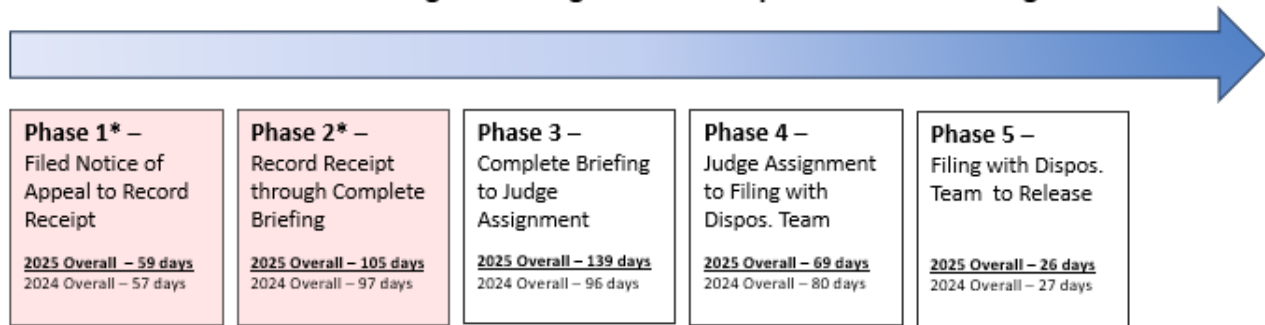 Phase 1* –
Filed Notice of
Appeal to Record
Receipt
2025 Overall – 59 days
2024 Overall – 57 days
Phase 2* –
Record Receipt
through Complete
Briefing
2025 Overall – 105 days
2024 Overall – 97 days
Phase 3 –
Complete Briefing
to Judge
Assignment
2025 Overall – 139 days
2024 Overall – 96 days
Phase 4 –
Judge Assignment
to Filing with
Dispos. Team
2025 Overall – 69 days
2024 Overall – 80 days
Phase 5 –
Filing with Dispos.
Team to Release
2025 Overall – 26 days
2024 Overall – 27 days